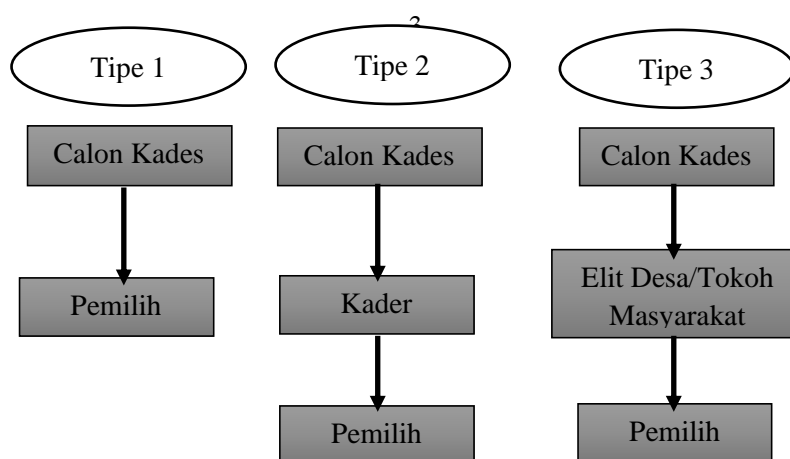 Tipe 1
Calon Kades
Pemilih
Tipe 2
Calon Kades
Kader
Pemilih
Tipe 3
Calon Kades
Elit Desa/Tokoh
Masyarakat
Pemilih